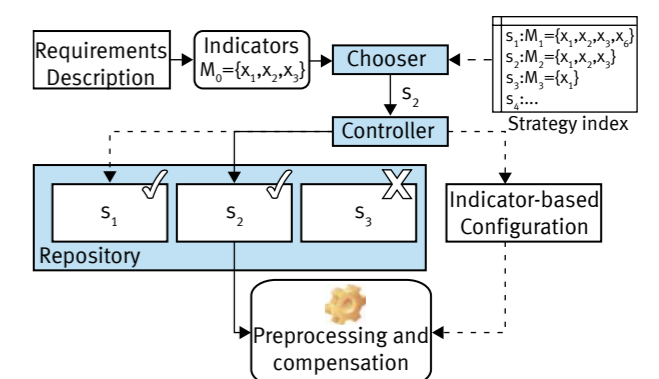 Requirements
Description
Indicators
M₀={x₁,x₂,x₃}
Chooser
s₁:M₁={x₁,x₂,x₃,x₆}
s₂:M₂={x₁,x₂,x₃}
s₃:M₃={x₁}
s₄:...
Strategy index
s₂
Controller
s₁
s₂
s₃
Repository
Indicator-based
Configuration
Preprocessing and
compensation